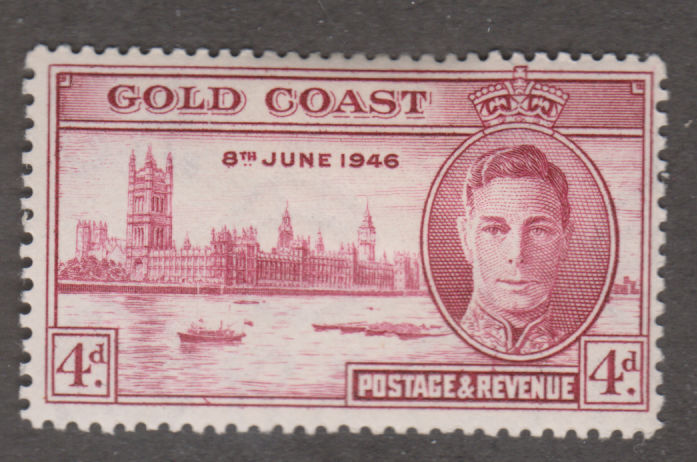 GOLD COAST
8TH JUNE 1946
4d.
POSTAGE & REVENUE
4d.